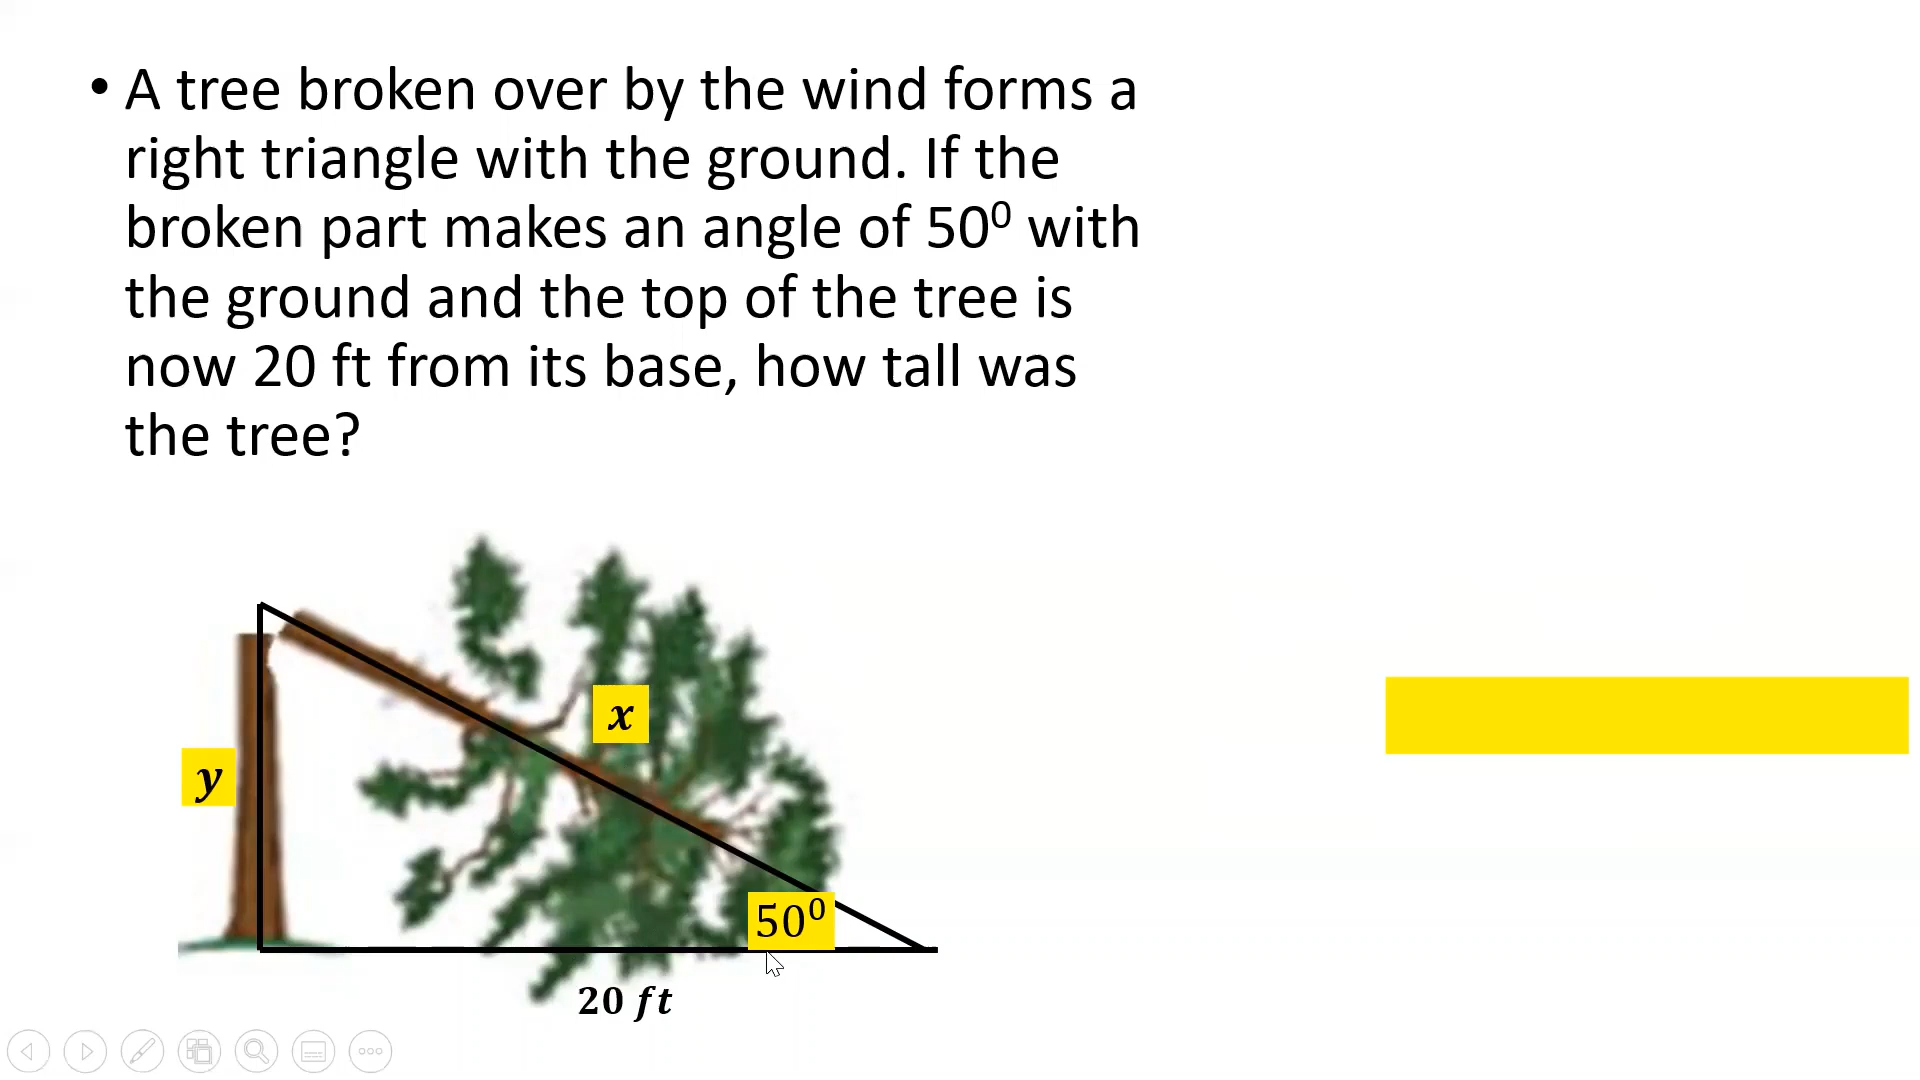 • A tree broken over by the wind forms a
right triangle with the ground. If the
broken part makes an angle of 50⁰ with
the ground and the top of the tree is
now 20 ft from its base, how tall was
the tree?
x
y
50⁰
20 ft